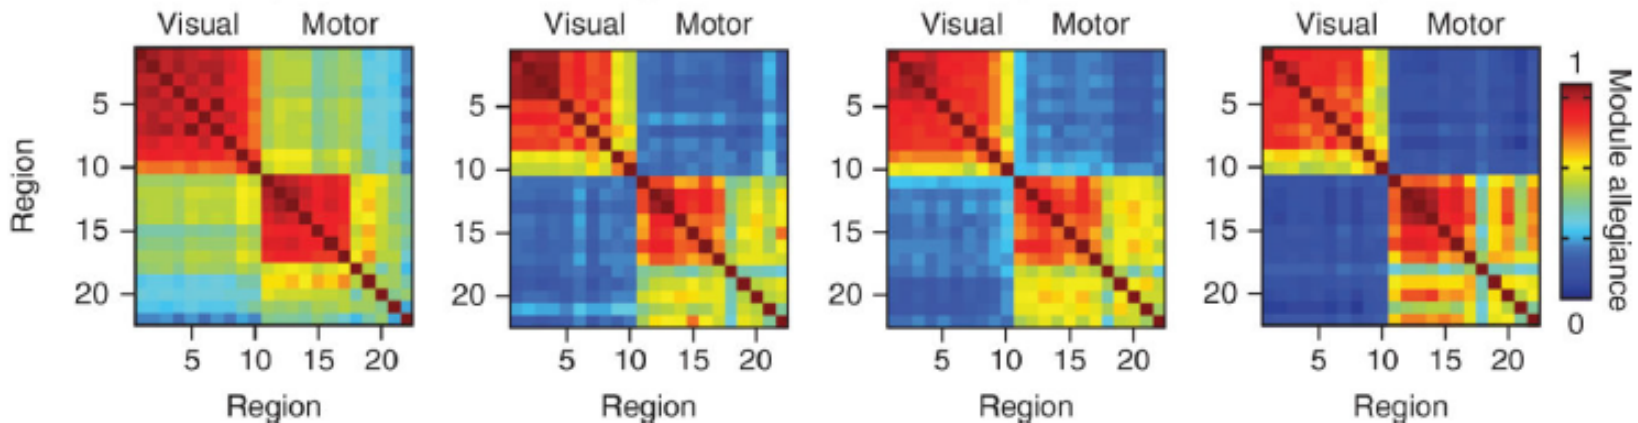 Visual Motor Visual Motor Visual Motor Visual Motor
1
5 5 5 5
10 10 10 10
15 15 15 15
20 20 20 20
0
Region
Module allegiance
5 10 15 20 5 10 15 20 5 10 15 20 5 10 15 20
Region Region Region Region